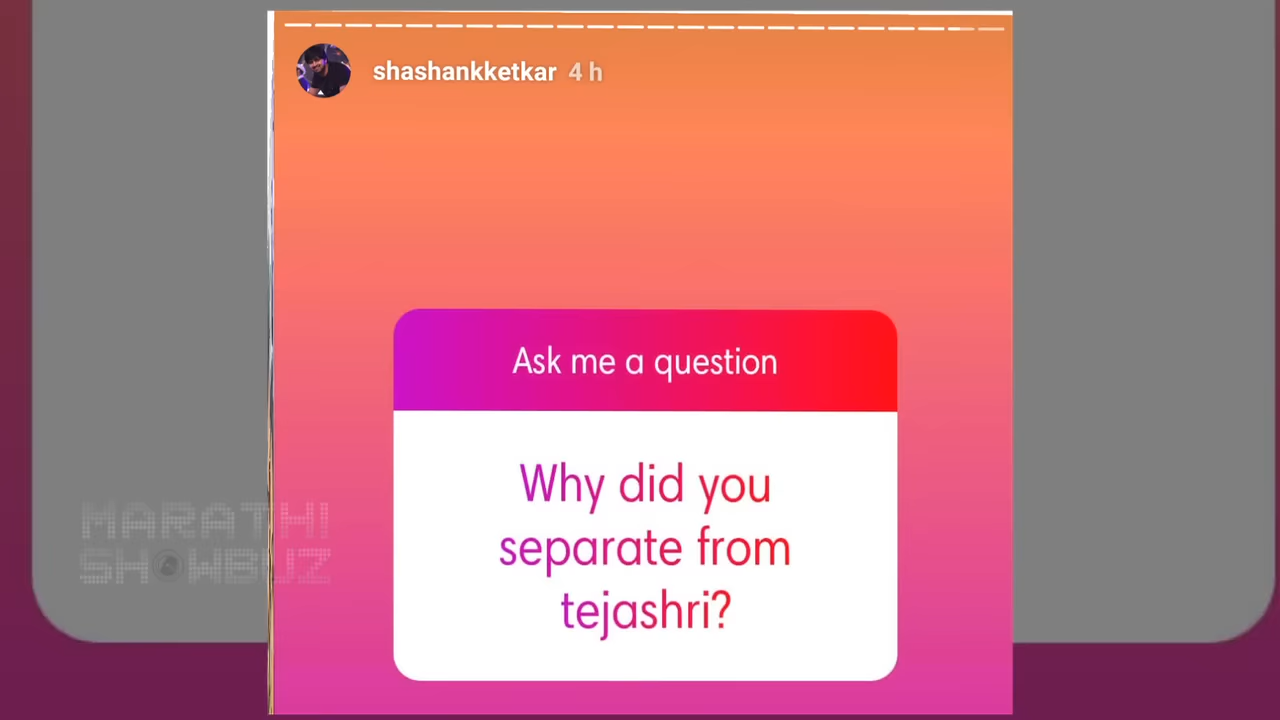 shashankketkar 4 h
Ask me a question
Why did you
separate from
tejashri?
MARATHI
SHOWBUZ